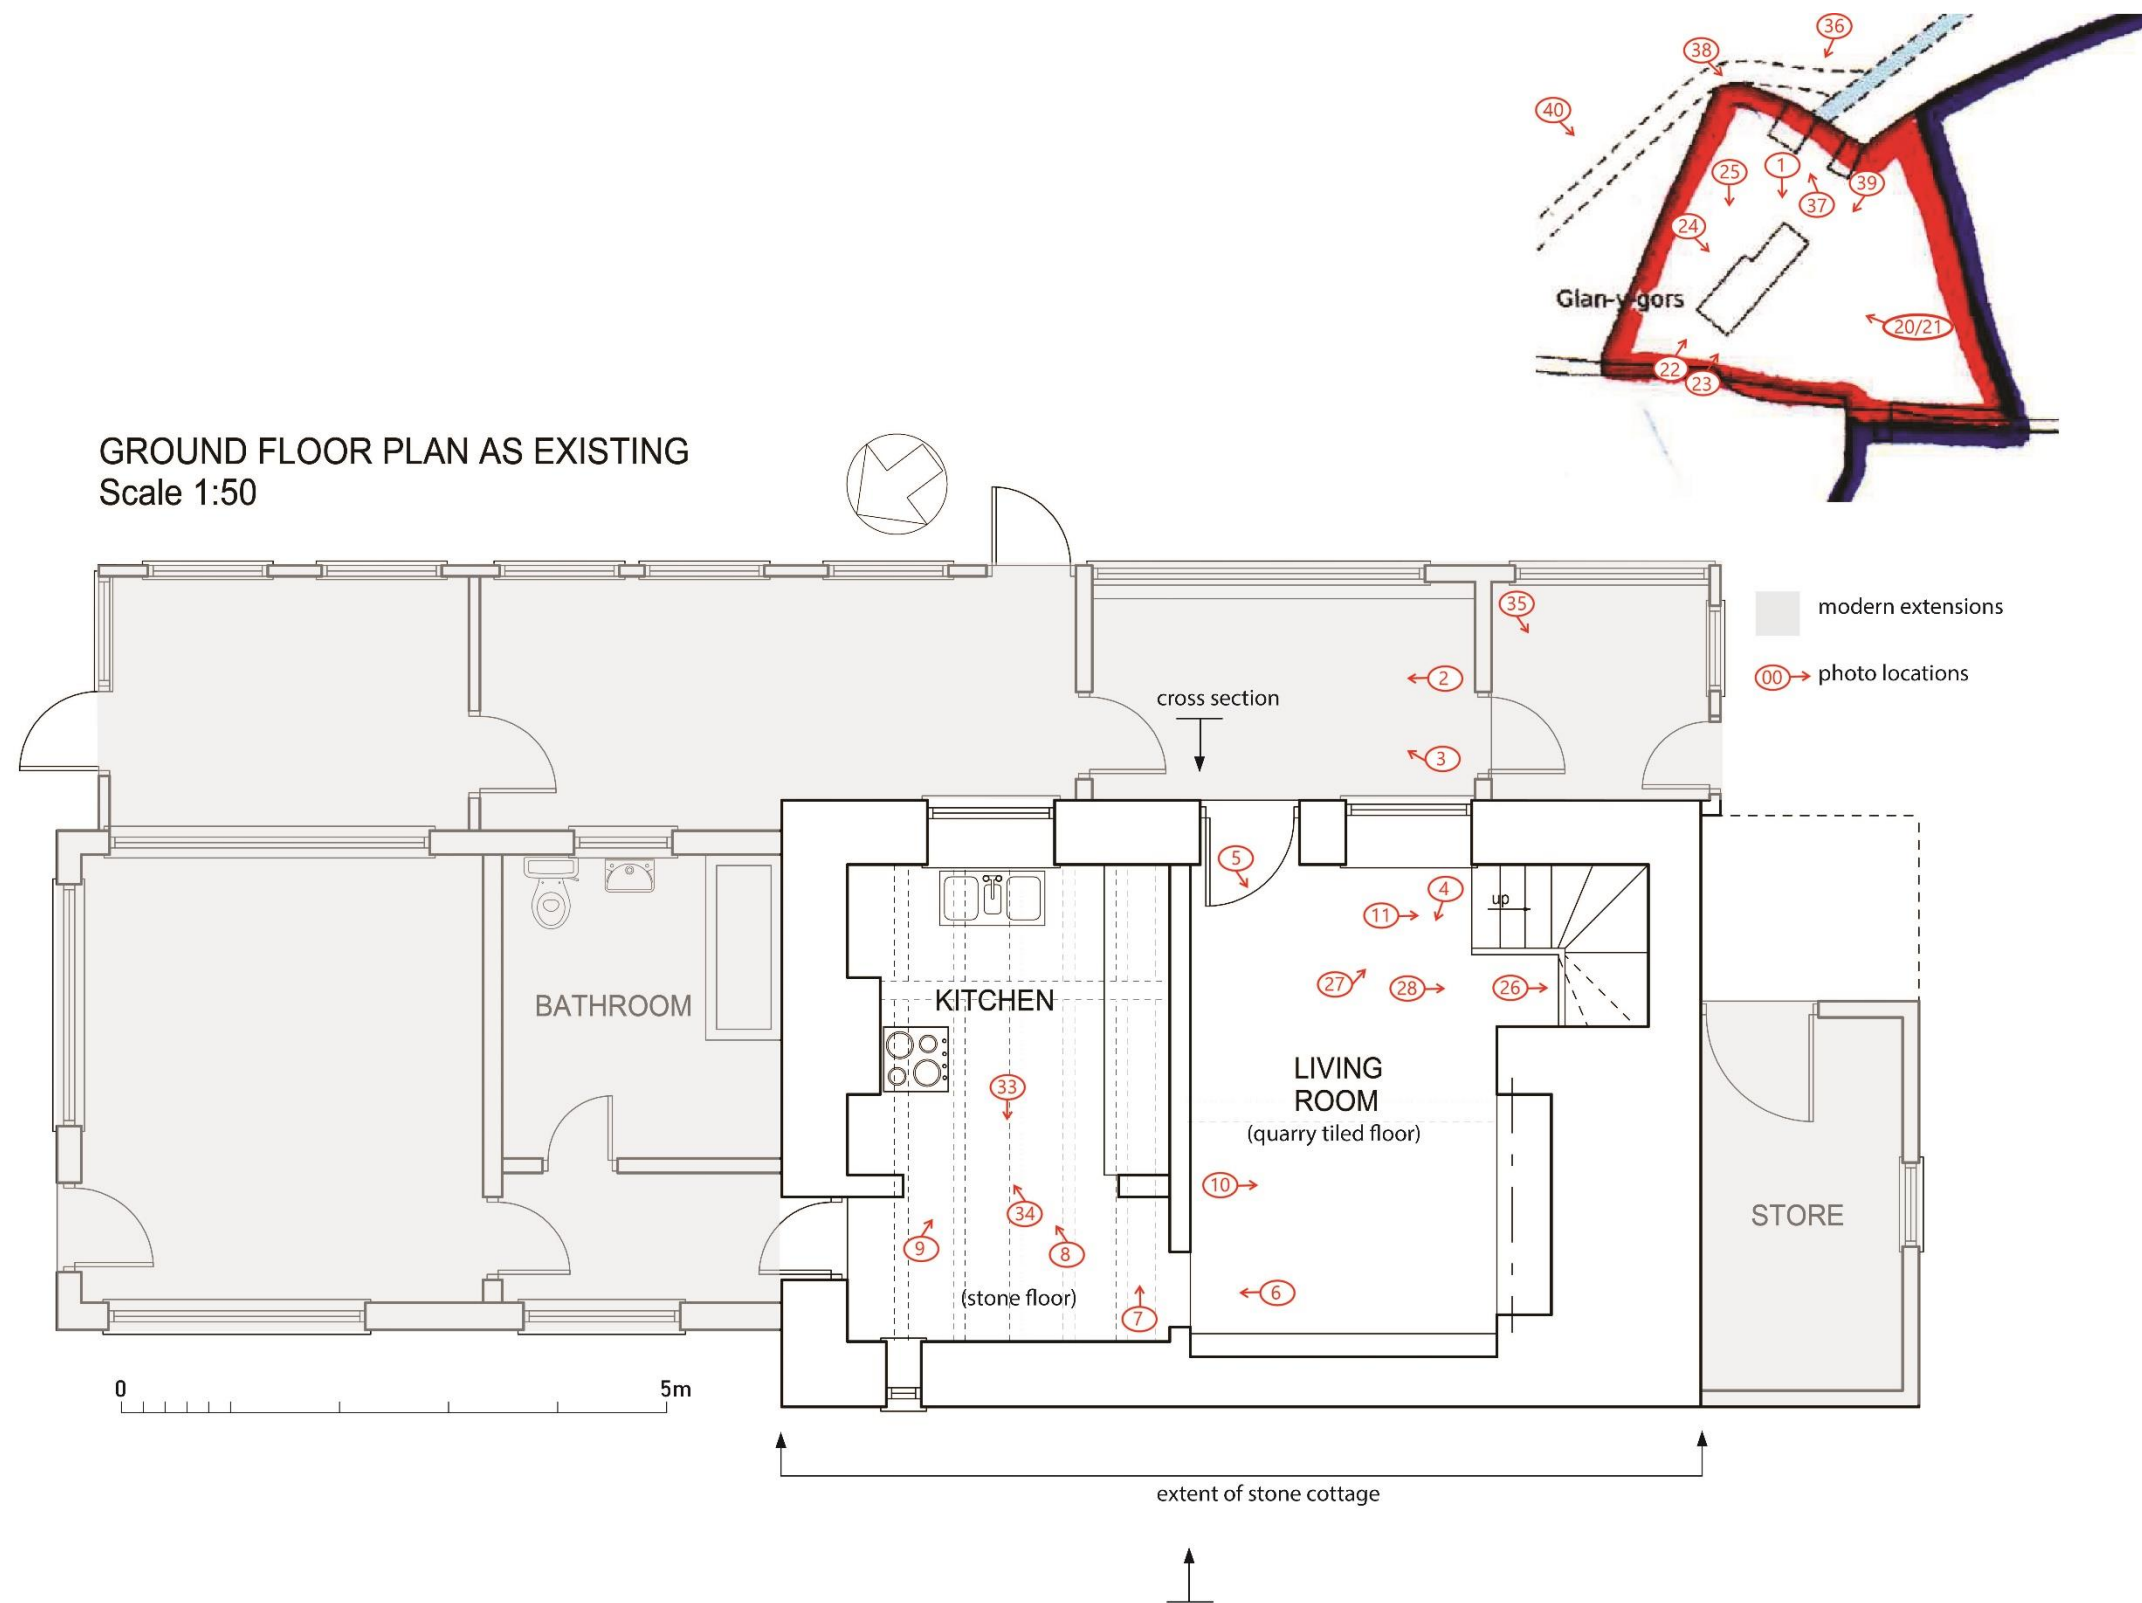 36
38
40
25
1
39
37
24
Glan-y-gors
20/21
22
23
GROUND FLOOR PLAN AS EXISTING
Scale 1:50
35
modern extensions
2
00 photo locations
cross section
3
5
4
11
up
27
28
26
KITCHEN
BATHROOM
33
LIVING
ROOM
(quarry tiled floor)
10
34
STORE
9
8
6
(stone floor)
7
0 5m
extent of stone cottage